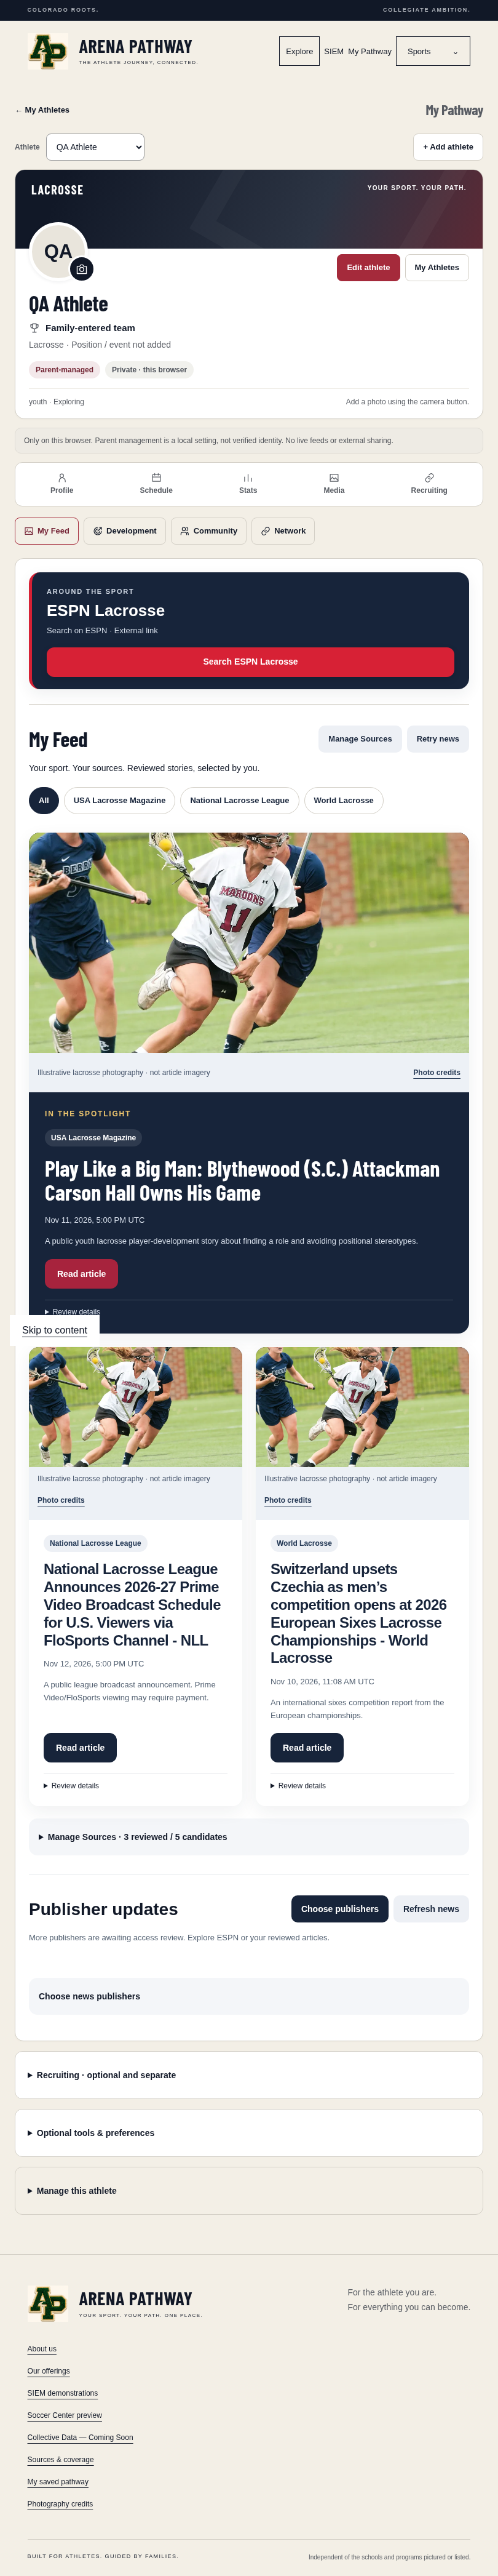 COLORADO ROOTS.
COLLEGIATE AMBITION.
AP
ARENA PATHWAY
THE ATHLETE JOURNEY, CONNECTED.
Explore
SIEM
My Pathway
Sports
← My Athletes
My Pathway
Athlete
QA Athlete
+ Add athlete
LACROSSE
YOUR SPORT. YOUR PATH.
QA
Edit athlete
My Athletes
QA Athlete
Family-entered team
Lacrosse · Position / event not added
Parent-managed
Private · this browser
youth · Exploring
Add a photo using the camera button.
Only on this browser. Parent management is a local setting, not verified identity. No live feeds or external sharing.
Profile
Schedule
Stats
Media
Recruiting
My Feed
Development
Community
Network
AROUND THE SPORT
ESPN Lacrosse
Search on ESPN · External link
Search ESPN Lacrosse
My Feed
Manage Sources
Retry news
Your sport. Your sources. Reviewed stories, selected by you.
All
USA Lacrosse Magazine
National Lacrosse League
World Lacrosse
BERRY
MAROONS
11
Illustrative lacrosse photography · not article imagery
Photo credits
IN THE SPOTLIGHT
USA Lacrosse Magazine
Play Like a Big Man: Blythewood (S.C.) Attackman
Carson Hall Owns His Game
Nov 11, 2026, 5:00 PM UTC
A public youth lacrosse player-development story about finding a role and avoiding positional stereotypes.
Read article
▶ Review details
Skip to content
MAROONS
11
Illustrative lacrosse photography · not article imagery
Photo credits
National Lacrosse League
National Lacrosse League
Announces 2026-27 Prime
Video Broadcast Schedule
for U.S. Viewers via
FloSports Channel - NLL
Nov 12, 2026, 5:00 PM UTC
A public league broadcast announcement. Prime
Video/FloSports viewing may require payment.
Read article
▶ Review details
MAROONS
11
Illustrative lacrosse photography · not article imagery
Photo credits
World Lacrosse
Switzerland upsets
Czechia as men's
competition opens at 2026
European Sixes Lacrosse
Championships - World
Lacrosse
Nov 10, 2026, 11:08 AM UTC
An international sixes competition report from the
European championships.
Read article
▶ Review details
▶ Manage Sources · 3 reviewed / 5 candidates
Publisher updates
Choose publishers
Refresh news
More publishers are awaiting access review. Explore ESPN or your reviewed articles.
Choose news publishers
▶ Recruiting · optional and separate
▶ Optional tools & preferences
▶ Manage this athlete
AP
ARENA PATHWAY
YOUR SPORT. YOUR PATH. ONE PLACE.
For the athlete you are.
For everything you can become.
About us
Our offerings
SIEM demonstrations
Soccer Center preview
Collective Data — Coming Soon
Sources & coverage
My saved pathway
Photography credits
BUILT FOR ATHLETES. GUIDED BY FAMILIES.
Independent of the schools and programs pictured or listed.